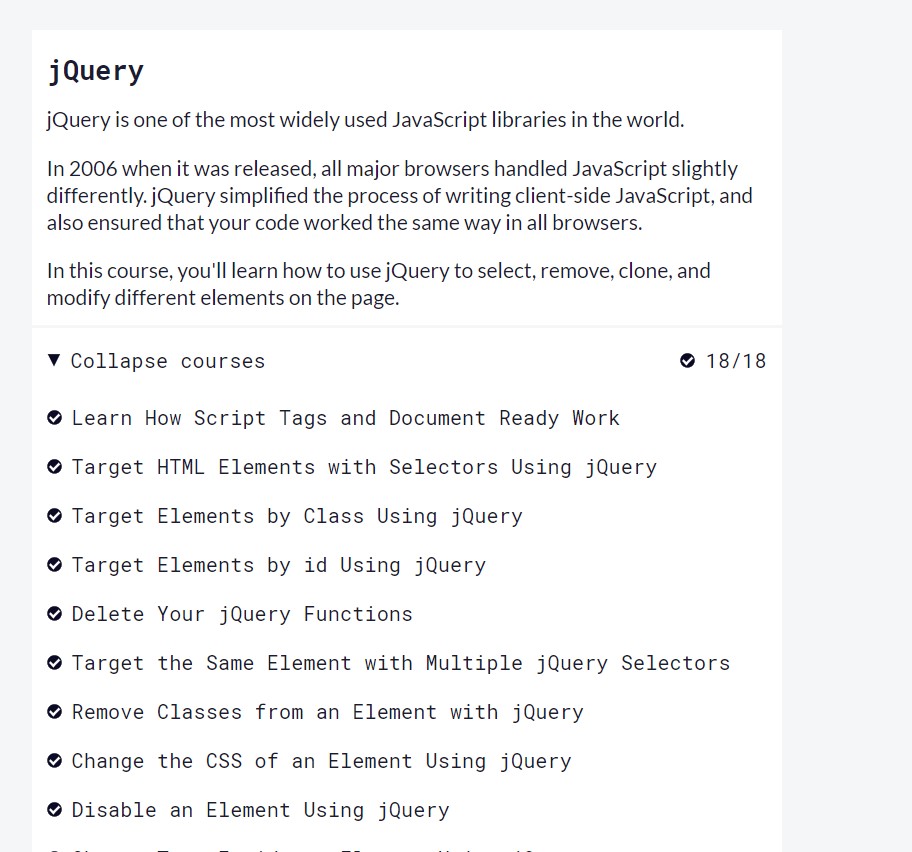 jQuery
jQuery is one of the most widely used JavaScript libraries in the world.
In 2006 when it was released, all major browsers handled JavaScript slightly
differently. jQuery simplified the process of writing client-side JavaScript, and
also ensured that your code worked the same way in all browsers.
In this course, you'll learn how to use jQuery to select, remove, clone, and
modify different elements on the page.
Collapse courses 18/18
Learn How Script Tags and Document Ready Work
Target HTML Elements with Selectors Using jQuery
Target Elements by Class Using jQuery
Target Elements by id Using jQuery
Delete Your jQuery Functions
Target the Same Element with Multiple jQuery Selectors
Remove Classes from an Element with jQuery
Change the CSS of an Element Using jQuery
Disable an Element Using jQuery